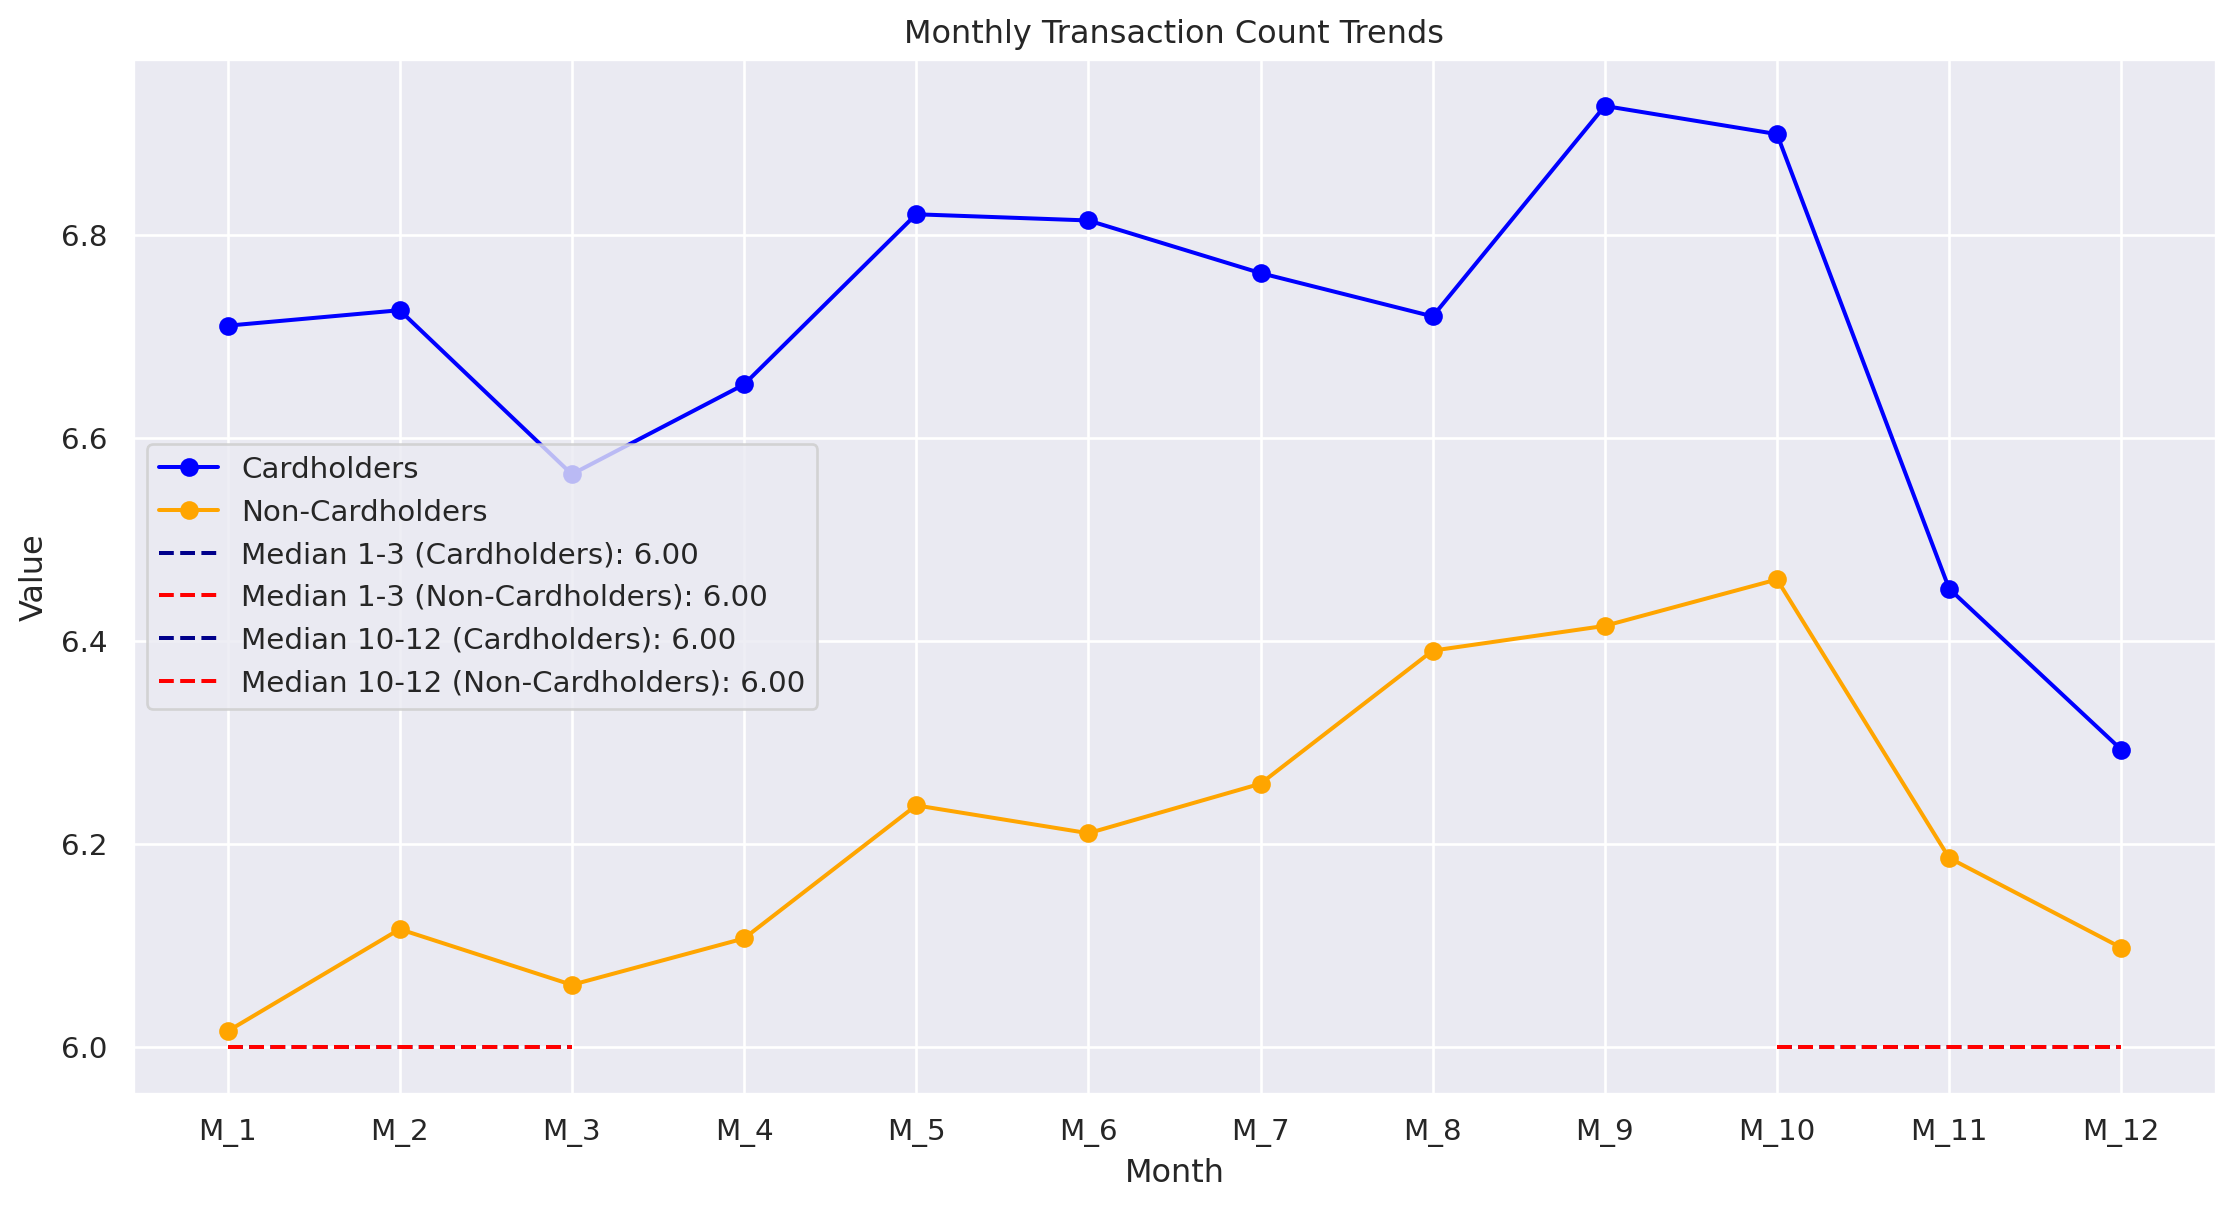 Monthly Transaction Count Trends
Value
6.8
6.6
6.4
6.2
6.0
Cardholders
Non-Cardholders
Median 1-3 (Cardholders): 6.00
Median 1-3 (Non-Cardholders): 6.00
Median 10-12 (Cardholders): 6.00
Median 10-12 (Non-Cardholders): 6.00
M_1 M_2 M_3 M_4 M_5 M_6 M_7 M_8 M_9 M_10 M_11 M_12
Month